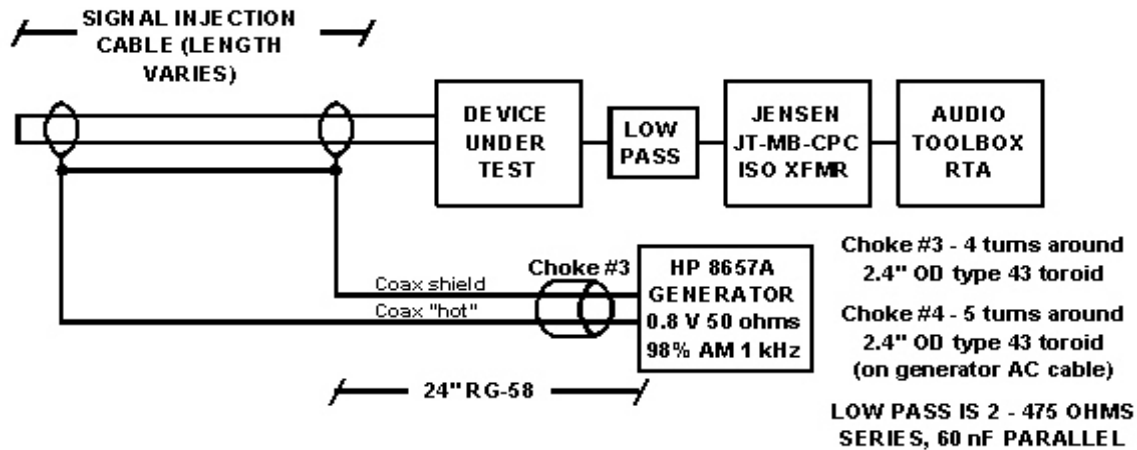 SIGNAL INJECTION
CABLE (LENGTH
VARIES)
DEVICE
UNDER
TEST
LOW
PASS
JENSEN
JT-MB-CPC
ISO XFMR
AUDIO
TOOLBOX
RTA
Coax shield
Coax "hot"
Choke #3
HP 8657A
GENERATOR
0.8 V 50 ohms
98% AM 1 kHz
24" RG-58
Choke #3 - 4 turns around
2.4" OD type 43 toroid
Choke #4 - 5 turns around
2.4" OD type 43 toroid
(on generator AC cable)
LOW PASS IS 2 - 475 OHMS
SERIES, 60 nF PARALLEL